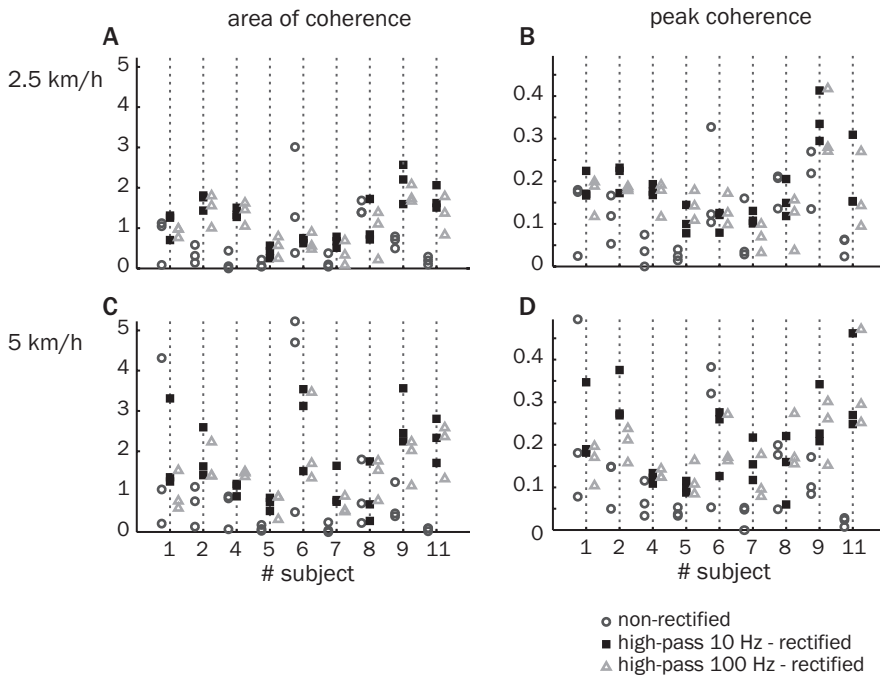 area of coherence
peak coherence
A
B
2.5 km/h
5
4
3
2
1
0
0.4
0.3
0.2
0.1
0
C
D
5 km/h
5
4
3
2
1
0
0.4
0.3
0.2
0.1
0
1 2 4 5 6 7 8 9 11
# subject
1 2 4 5 6 7 8 9 11
# subject
non-rectified
high-pass 10 Hz - rectified
high-pass 100 Hz - rectified